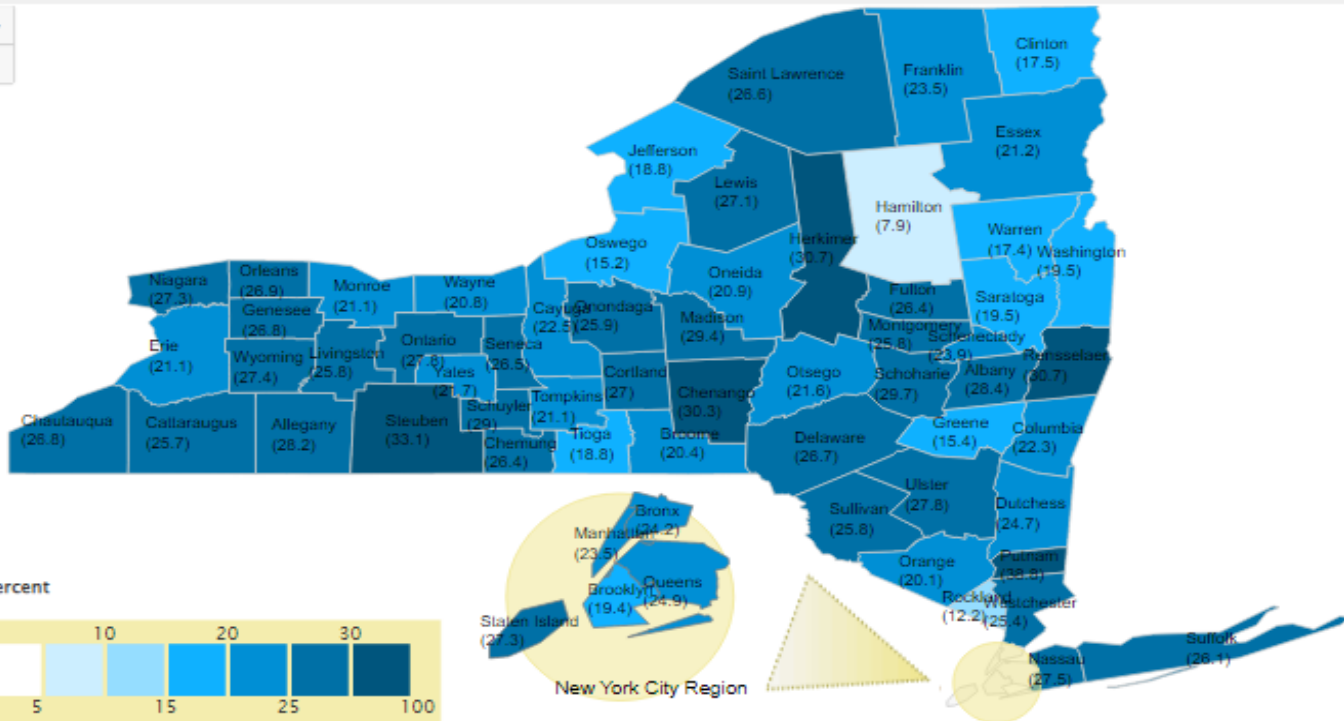 Clinton
(17.5)
Saint Lawrence
(26.6)
Franklin
(23.5)
Essex
(21.2)
Jefferson
(18.8)
Lewis
(27.1)
Hamilton
(7.9)
Herkimer
(30.7)
Warren
(17.4)
Washington
(19.5)
Oswego
(15.2)
Oneida
(20.9)
Niagara
(27.3)
Orleans
(26.9)
Monroe
(21.1)
Wayne
(20.8)
Genesee
(26.8)
Cayuga
(22.5)
Onondaga
(25.9)
Madison
(29.4)
Fulton
(26.4)
Saratoga
(19.5)
Montgomery
(25.8)
Schenectady
(23.9)
Erie
(21.1)
Wyoming
(27.4)
Livingston
(25.8)
Ontario
(27.8)
Seneca
(26.5)
Yates
(21.7)
Cortland
(27)
Chenango
(30.3)
Otsego
(21.6)
Schoharie
(29.7)
Albany
(28.4)
Rensselaer
(30.7)
Chautauqua
(26.8)
Cattaraugus
(25.7)
Allegany
(28.2)
Steuben
(33.1)
Schuyler
(29)
Tompkins
(21.1)
Chemung
(26.4)
Tioga
(18.8)
Broome
(20.4)
Delaware
(26.7)
Greene
(15.4)
Columbia
(22.3)
Ulster
(27.8)
Sullivan
(25.8)
Dutchess
(24.7)
Orange
(20.1)
Putnam
(38.8)
Rockland
(12.2)
Westchester
(25.4)
Bronx
(24.2)
Manhattan
(23.5)
Brooklyn
(19.4)
Queens
(24.9)
Staten Island
(27.3)
Nassau
(27.5)
Suffolk
(26.1)
New York City Region
ercent
10 20 30
5 15 25 100